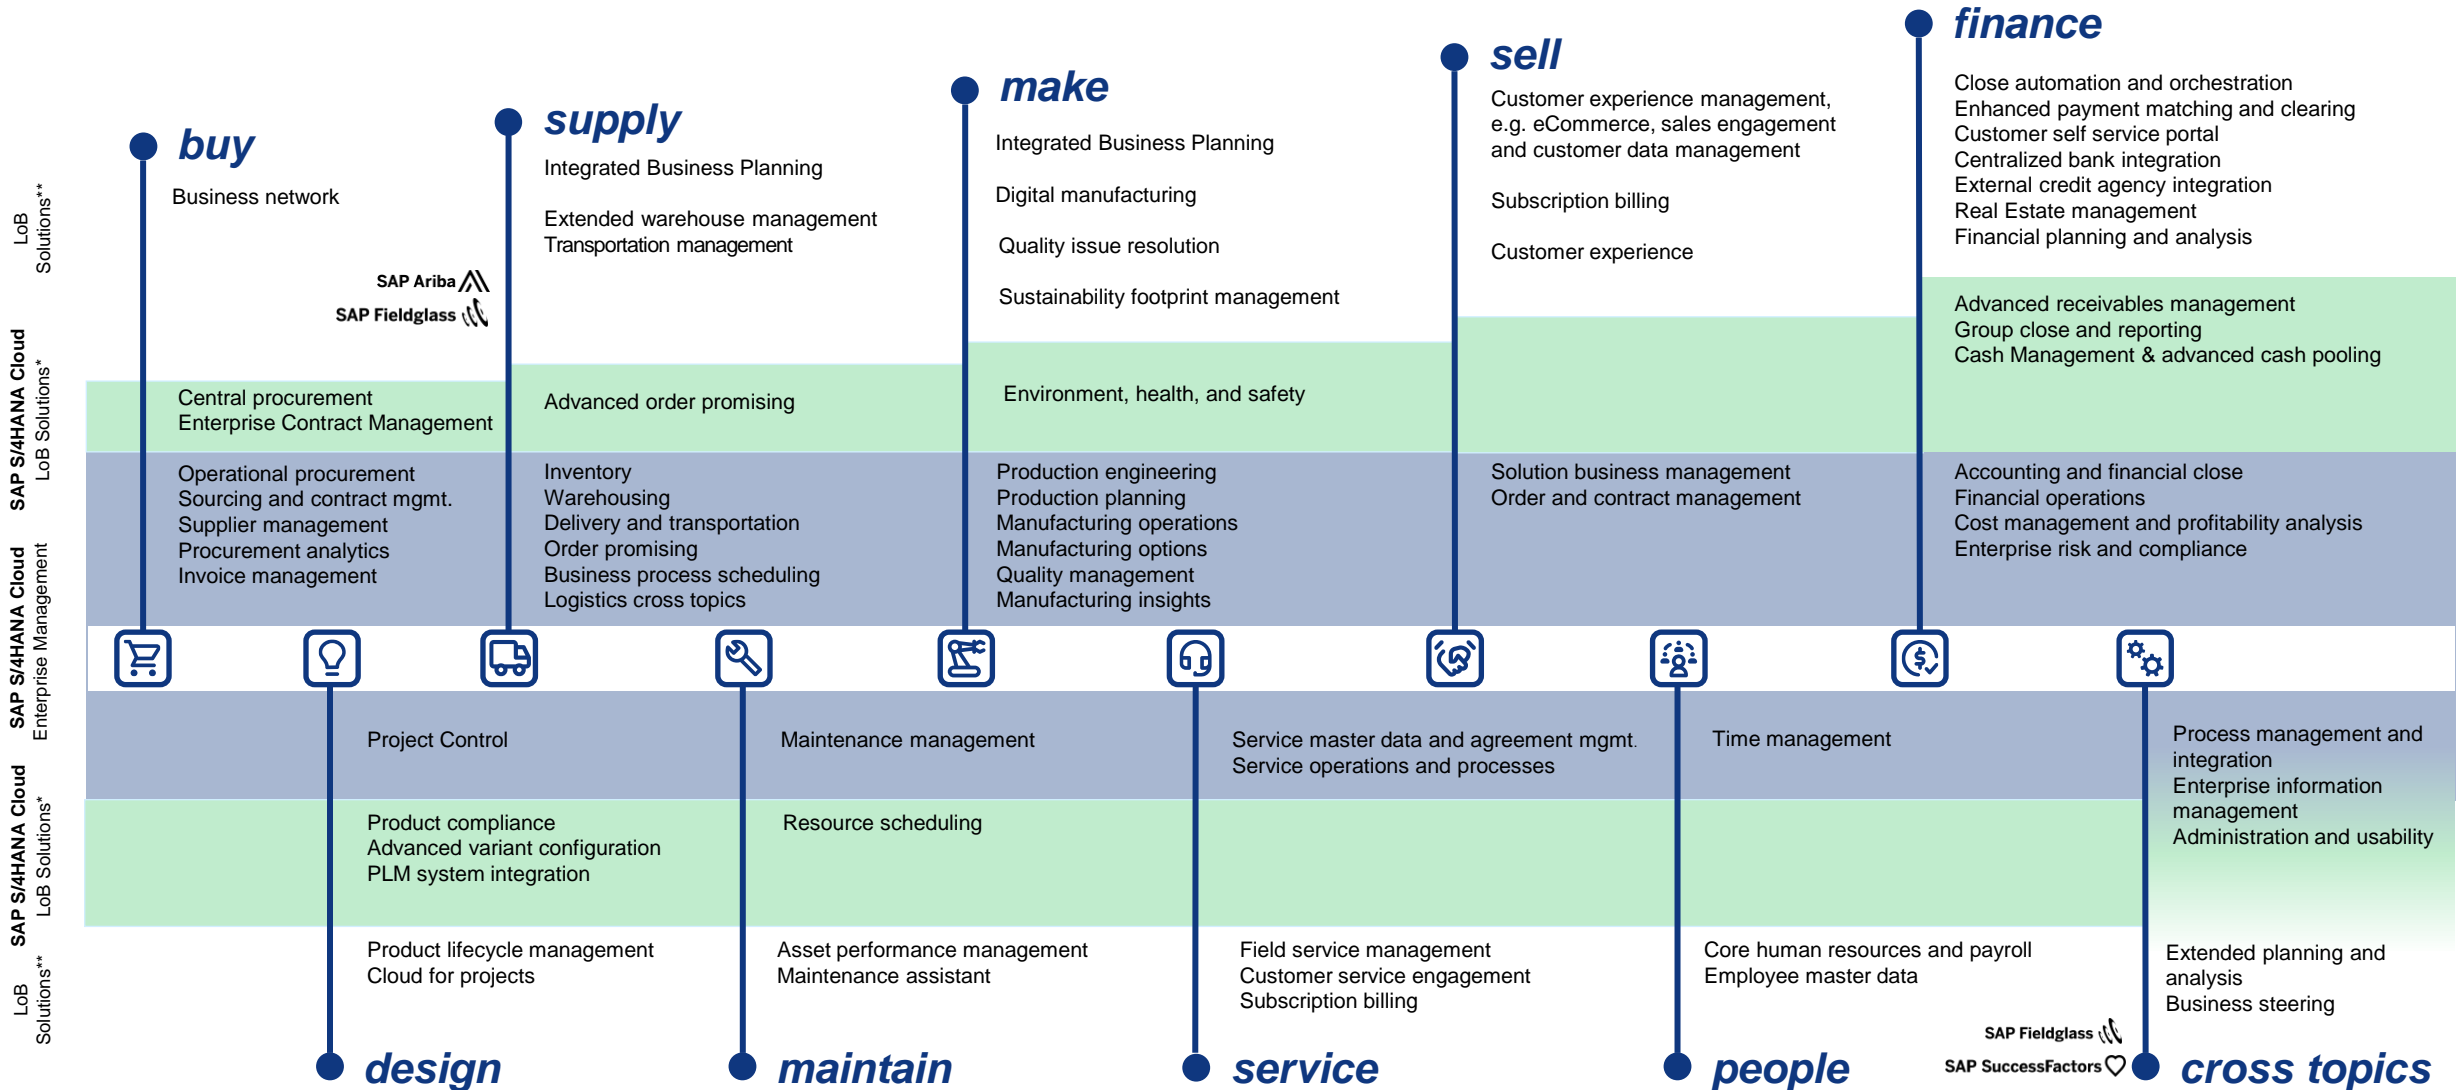 LoB
Solutions**
SAP S/4HANA Cloud
LoB Solutions*
SAP S/4HANA Cloud
Enterprise Management
SAP S/4HANA Cloud
LoB Solutions*
LoB
Solutions**
buy
Business network
SAP Ariba
SAP Fieldglass
Central procurement
Enterprise Contract Management
Operational procurement
Sourcing and contract mgmt.
Supplier management
Procurement analytics
Invoice management
supply
Integrated Business Planning
Extended warehouse management
Transportation management
Advanced order promising
Inventory
Warehousing
Delivery and transportation
Order promising
Business process scheduling
Logistics cross topics
make
Integrated Business Planning
Digital manufacturing
Quality issue resolution
Sustainability footprint management
Environment, health, and safety
Production engineering
Production planning
Manufacturing operations
Manufacturing options
Quality management
Manufacturing insights
sell
Customer experience management,
e.g. eCommerce, sales engagement
and customer data management
Subscription billing
Customer experience
Solution business management
Order and contract management
finance
Close automation and orchestration
Enhanced payment matching and clearing
Customer self service portal
Centralized bank integration
External credit agency integration
Real Estate management
Financial planning and analysis
Advanced receivables management
Group close and reporting
Cash Management & advanced cash pooling
Accounting and financial close
Financial operations
Cost management and profitability analysis
Enterprise risk and compliance
Project Control
Product compliance
Advanced variant configuration
PLM system integration
Product lifecycle management
Cloud for projects
design
Maintenance management
Resource scheduling
Asset performance management
Maintenance assistant
maintain
Service master data and agreement mgmt.
Service operations and processes
Field service management
Customer service engagement
Subscription billing
service
Time management
Core human resources and payroll
Employee master data
SAP Fieldglass
SAP SuccessFactors
people
Process management and
integration
Enterprise information
management
Administration and usability
Extended planning and
analysis
Business steering
cross topics